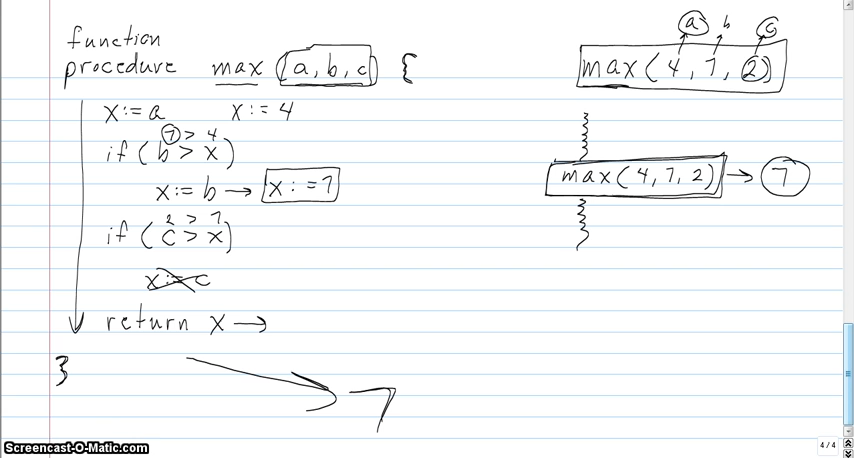 function
procedure max (a, b, c) {
x := a x := 4
7 > 4
if (b > x)
x := b → x := 7
2 > 7
if (c > x)
x := c
return x →
}
7
a b c
max(4, 7, 2)
max(4, 7, 2) → 7
Screencast-O-Matic.com
4 / 4